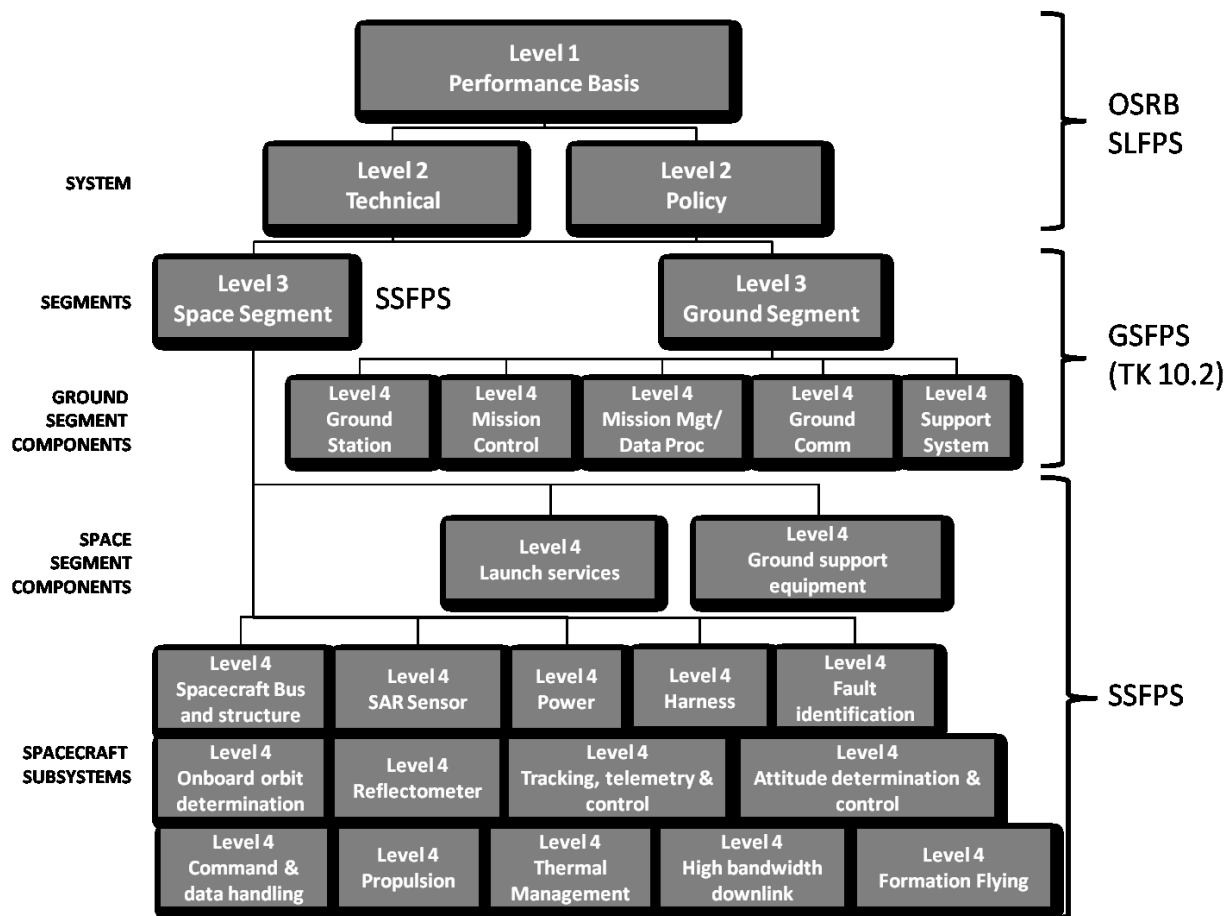 Level 1
Performance Basis
OSRB
SLFPS
SYSTEM
Level 2
Technical
Level 2
Policy
SEGMENTS
Level 3
Space Segment
SSFPS
Level 3
Ground Segment
GSFPS
(TK 10.2)
GROUND
SEGMENT
COMPONENTS
Level 4
Ground
Station
Level 4
Mission
Control
Level 4
Mission Mgt/
Data Proc
Level 4
Ground
Comm
Level 4
Support
System
SPACE
SEGMENT
COMPONENTS
Level 4
Launch services
Level 4
Ground support
equipment
SSFPS
SPACECRAFT
SUBSYSTEMS
Level 4
Spacecraft Bus
and structure
Level 4
SAR Sensor
Level 4
Power
Level 4
Harness
Level 4
Fault
identification
Level 4
Onboard orbit
determination
Level 4
Reflectometer
Level 4
Tracking, telemetry &
control
Level 4
Attitude determination &
control
Level 4
Command &
data handling
Level 4
Propulsion
Level 4
Thermal
Management
Level 4
High bandwidth
downlink
Level 4
Formation Flying